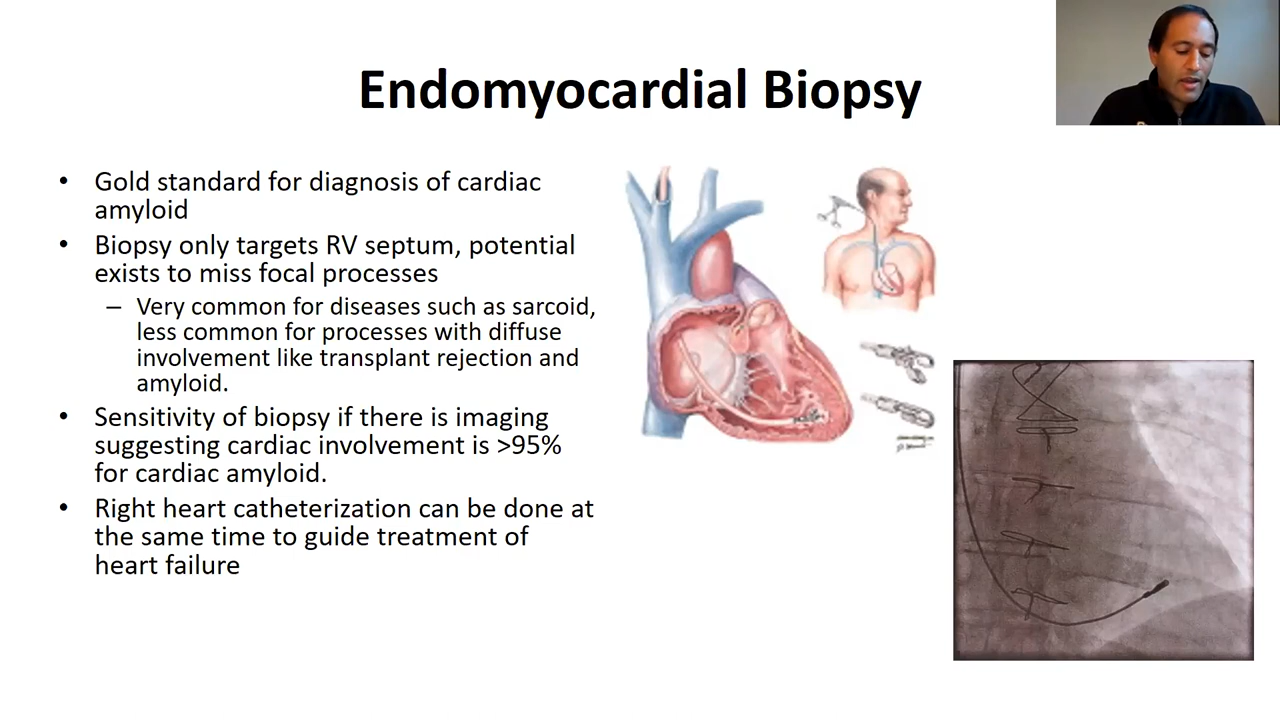 Endomyocardial Biopsy
• Gold standard for diagnosis of cardiac
amyloid
• Biopsy only targets RV septum, potential
exists to miss focal processes
– Very common for diseases such as sarcoid,
less common for processes with diffuse
involvement like transplant rejection and
amyloid.
• Sensitivity of biopsy if there is imaging
suggesting cardiac involvement is >95%
for cardiac amyloid.
• Right heart catheterization can be done at
the same time to guide treatment of
heart failure